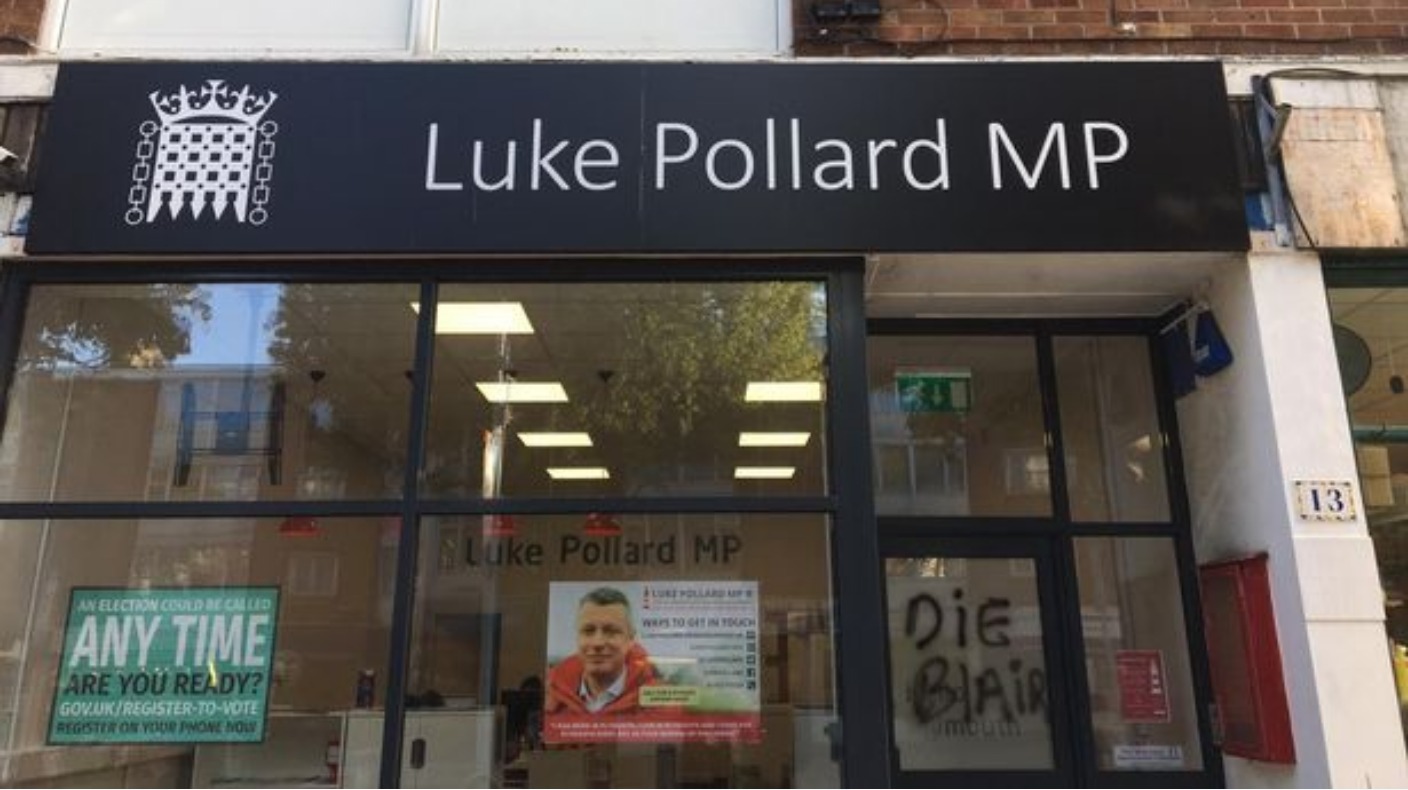 Luke Pollard MP
13
Luke Pollard MP
AN ELECTION COULD BE CALLED
ANY TIME
ARE YOU READY?
GOV.UK/REGISTER-TO-VOTE
REGISTER ON YOUR PHONE NOW
LUKE POLLARD MP
WAYS TO GET IN TOUCH
DiE
BlAiR
mouth